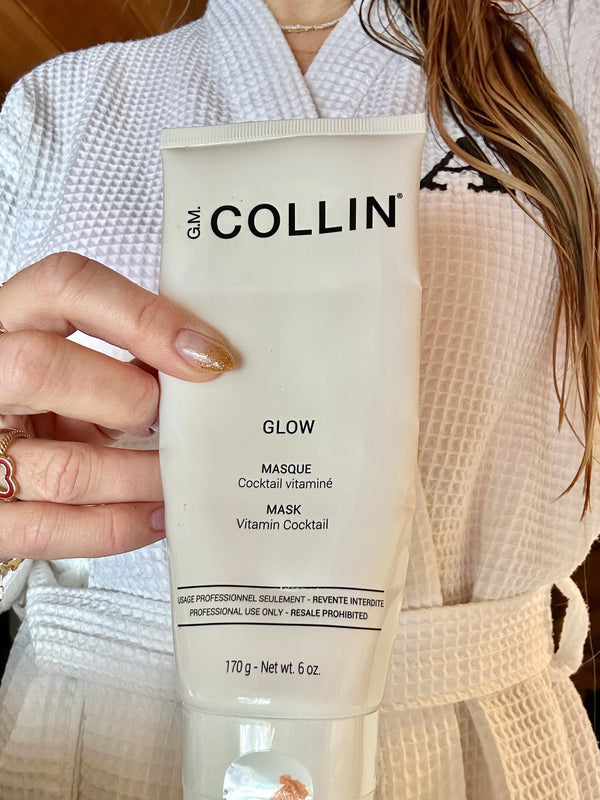 G.M. COLLIN®
A
GLOW
MASQUE
Cocktail vitaminé
MASK
Vitamin Cocktail
USAGE PROFESSIONNEL SEULEMENT - REVENTE INTERDITE
PROFESSIONAL USE ONLY - RESALE PROHIBITED
170 g - Net wt. 6 oz.